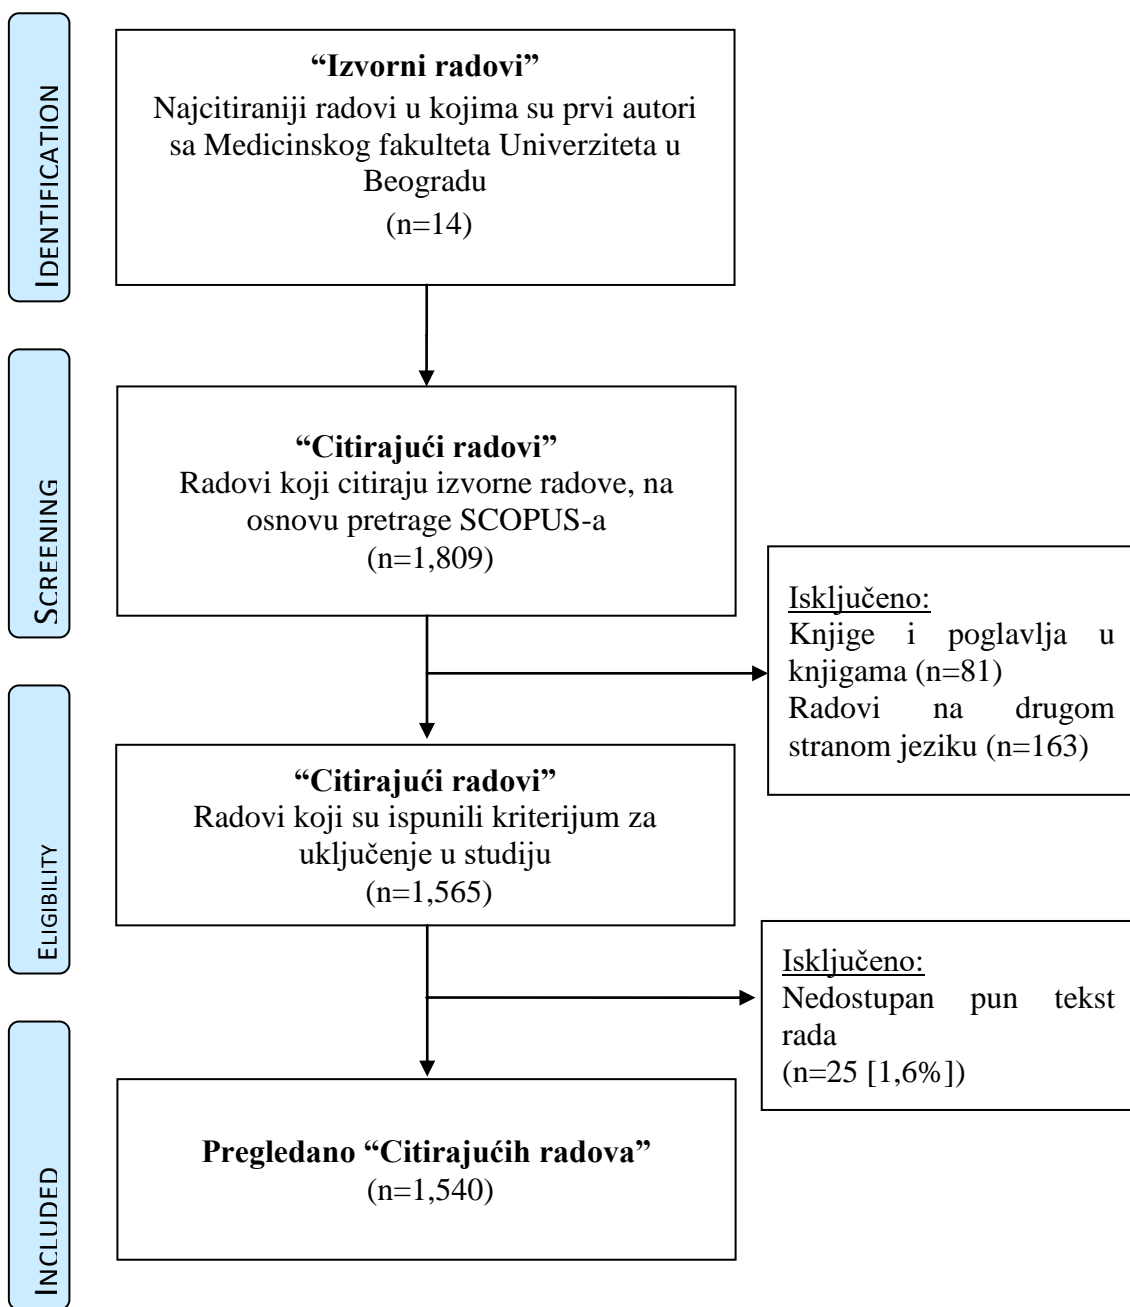 IDENTIFICATION
“Izvorni radovi”
Najcitiraniji radovi u kojima su prvi autori
sa Medicinskog fakulteta Univerziteta u
Beogradu
(n=14)
SCREENING
“Citirajući radovi”
Radovi koji citiraju izvorne radove, na
osnovu pretrage SCOPUS-a
(n=1,809)
Isključeno:
Knjige i poglavlja u
knjigama (n=81)
Radovi na drugom
stranom jeziku (n=163)
ELIGIBILITY
“Citirajući radovi”
Radovi koji su ispunili kriterijum za
uključenje u studiju
(n=1,565)
Isključeno:
Nedostupan pun tekst
rada
(n=25 [1,6%])
INCLUDED
Pregledano “Citirajućih radova”
(n=1,540)